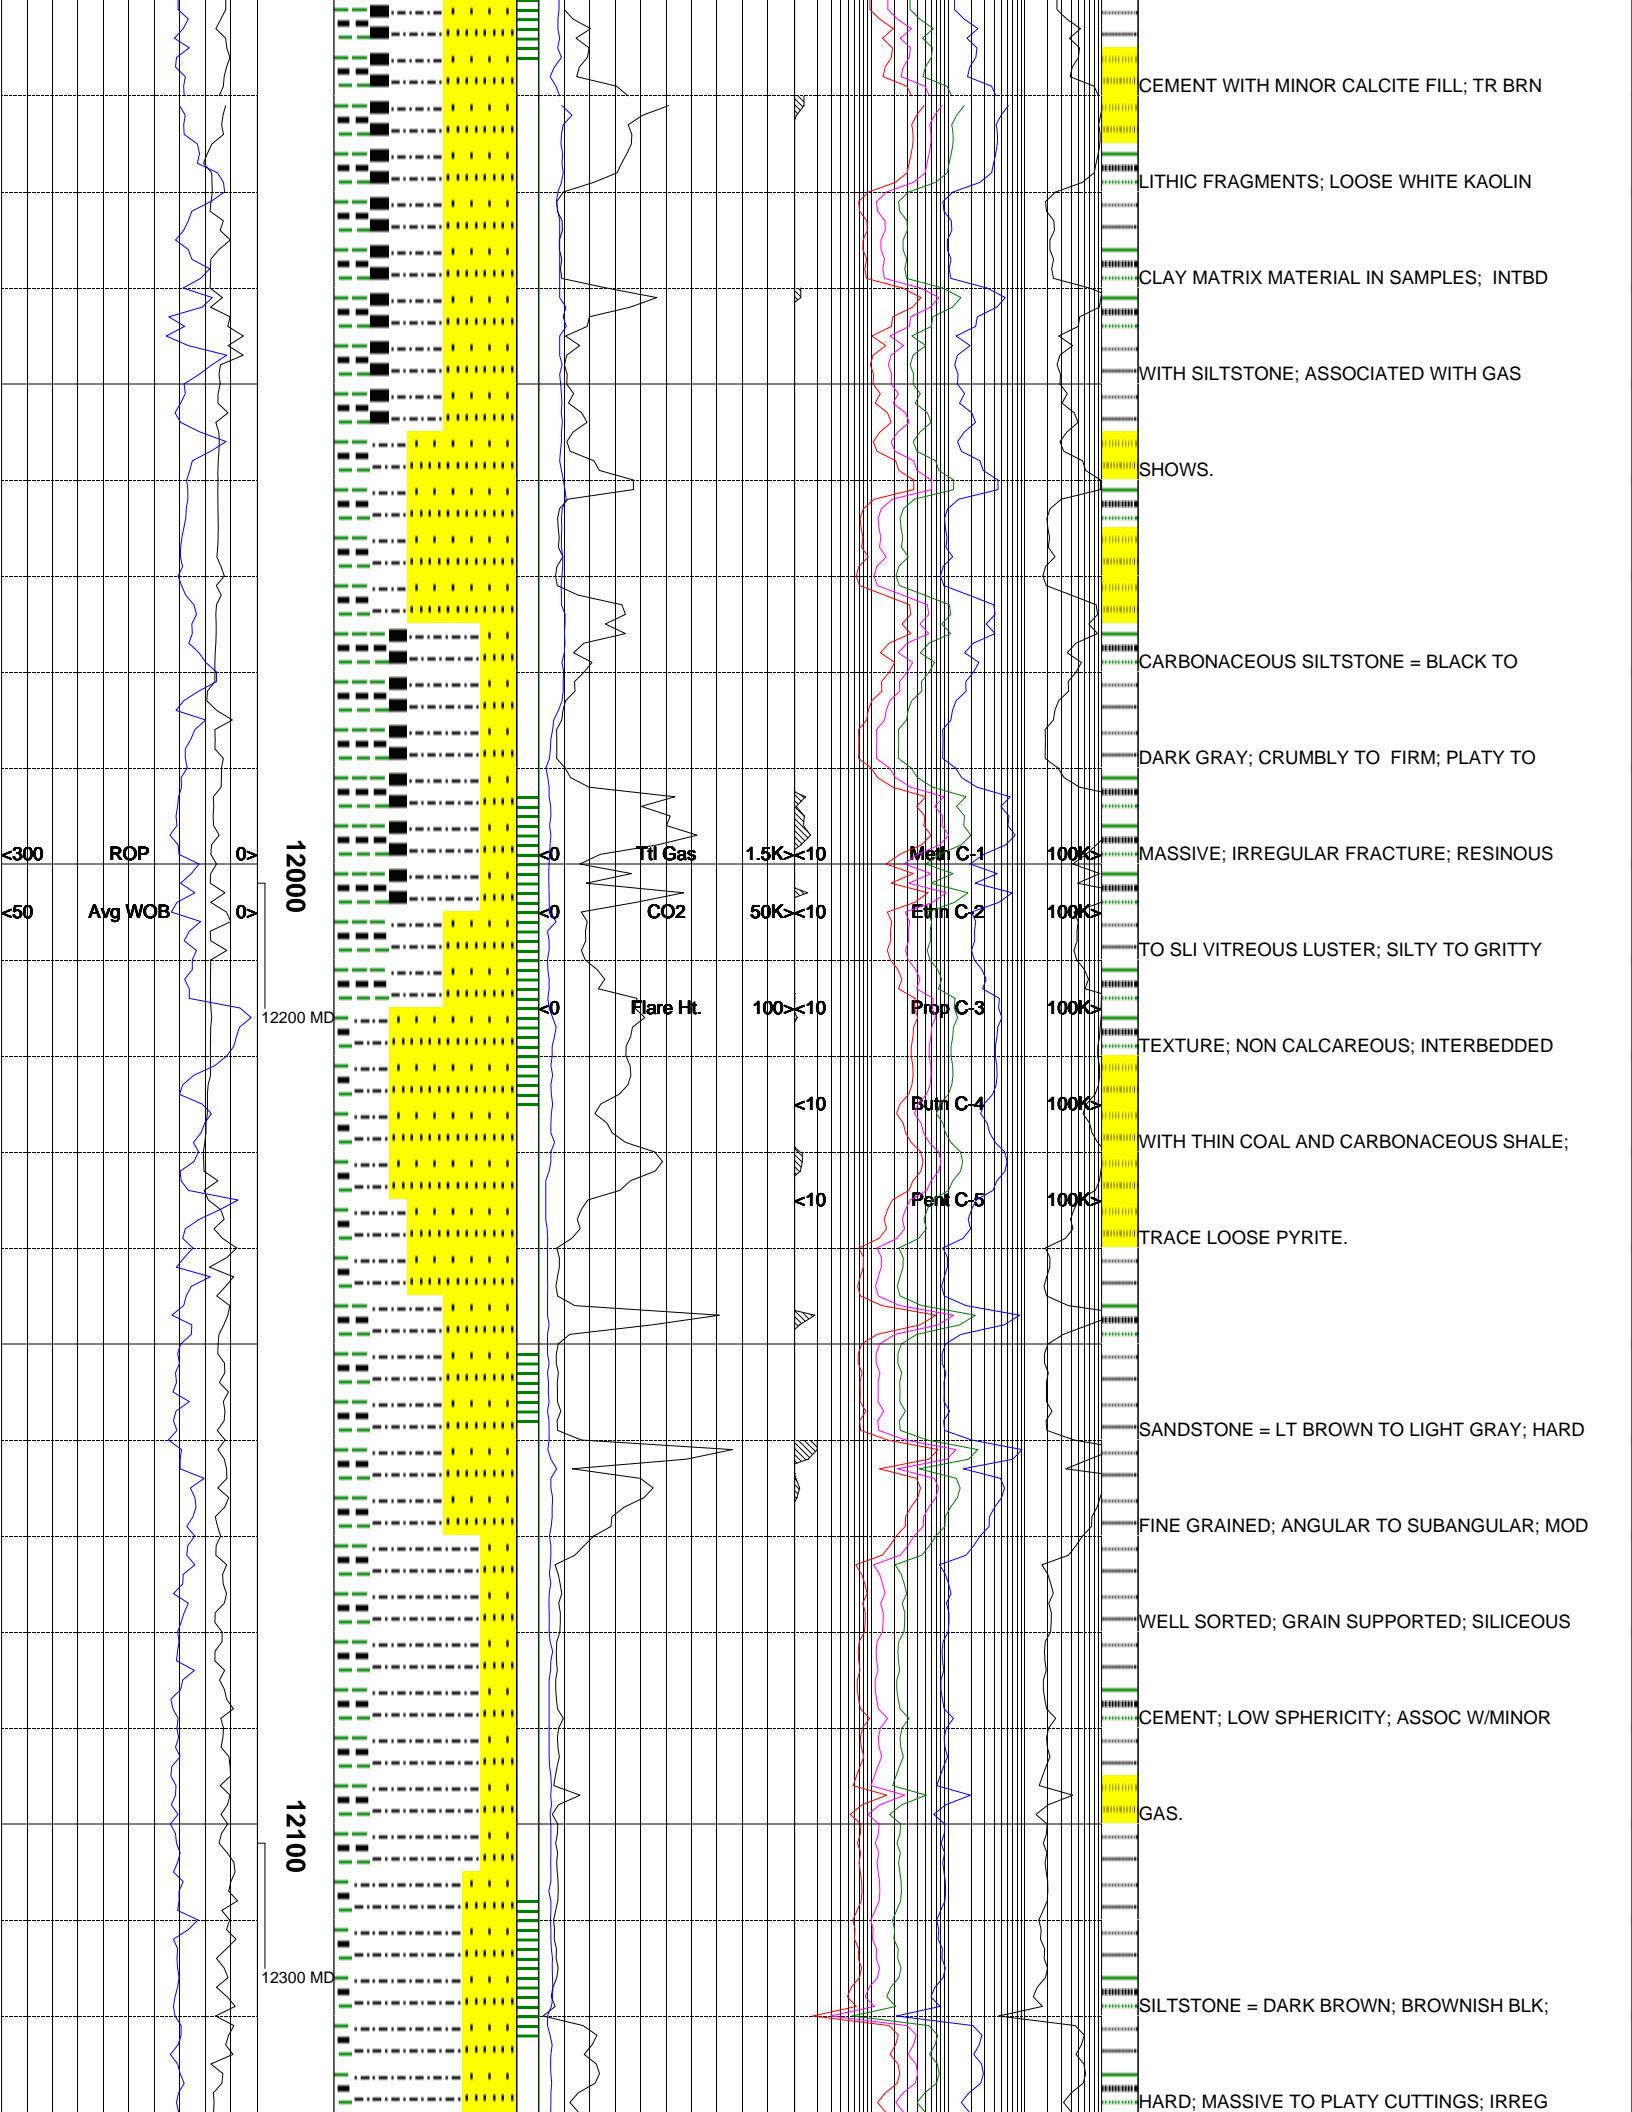 CEMENT WITH MINOR CALCITE FILL; TR BRN
LITHIC FRAGMENTS; LOOSE WHITE KAOLIN
CLAY MATRIX MATERIAL IN SAMPLES;  INTBD
WITH SILTSTONE; ASSOCIATED WITH GAS
SHOWS.
CARBONACEOUS SILTSTONE = BLACK TO
DARK GRAY; CRUMBLY TO  FIRM; PLATY TO
<300 ROP 0> 12000 <0 Ttl Gas 1.5K> <10 Meth C-1 100K> MASSIVE; IRREGULAR FRACTURE; RESINOUS
<50 Avg WOB 0> <0 CO2 50K> <10 Ethn C-2 100K>
TO SLI VITREOUS LUSTER; SILTY TO GRITTY
<0 Flare Ht. 100> <10 Prop C-3 100K>
12200 MD
TEXTURE; NON CALCAREOUS; INTERBEDDED
<10 Butn C-4 100K>
WITH THIN COAL AND CARBONACEOUS SHALE;
<10 Pent C-5 100K>
TRACE LOOSE PYRITE.
SANDSTONE = LT BROWN TO LIGHT GRAY; HARD
FINE GRAINED; ANGULAR TO SUBANGULAR; MOD
WELL SORTED; GRAIN SUPPORTED; SILICEOUS
CEMENT; LOW SPHERICITY; ASSOC W/MINOR
GAS.
12100
12300 MD
SILTSTONE = DARK BROWN; BROWNISH BLK;
HARD; MASSIVE TO PLATY CUTTINGS; IRREG